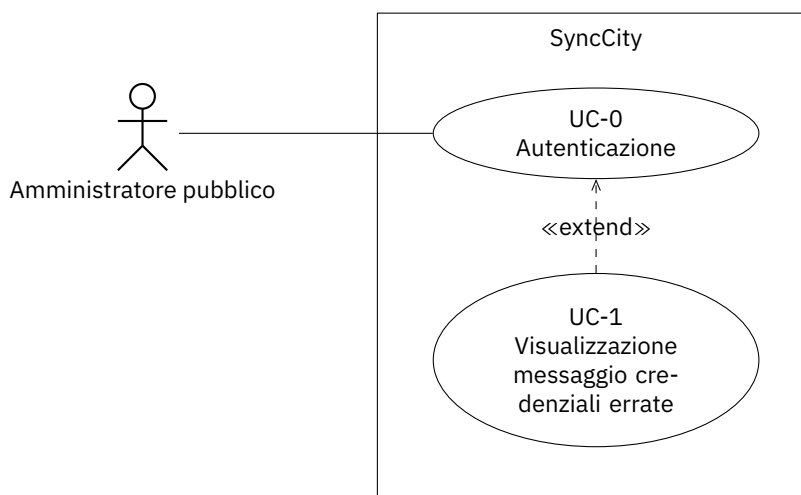 SyncCity
UC-0
Autenticazione
Amministratore pubblico
≪extend≫
UC-1
Visualizzazione
messaggio cre-
denziali errate